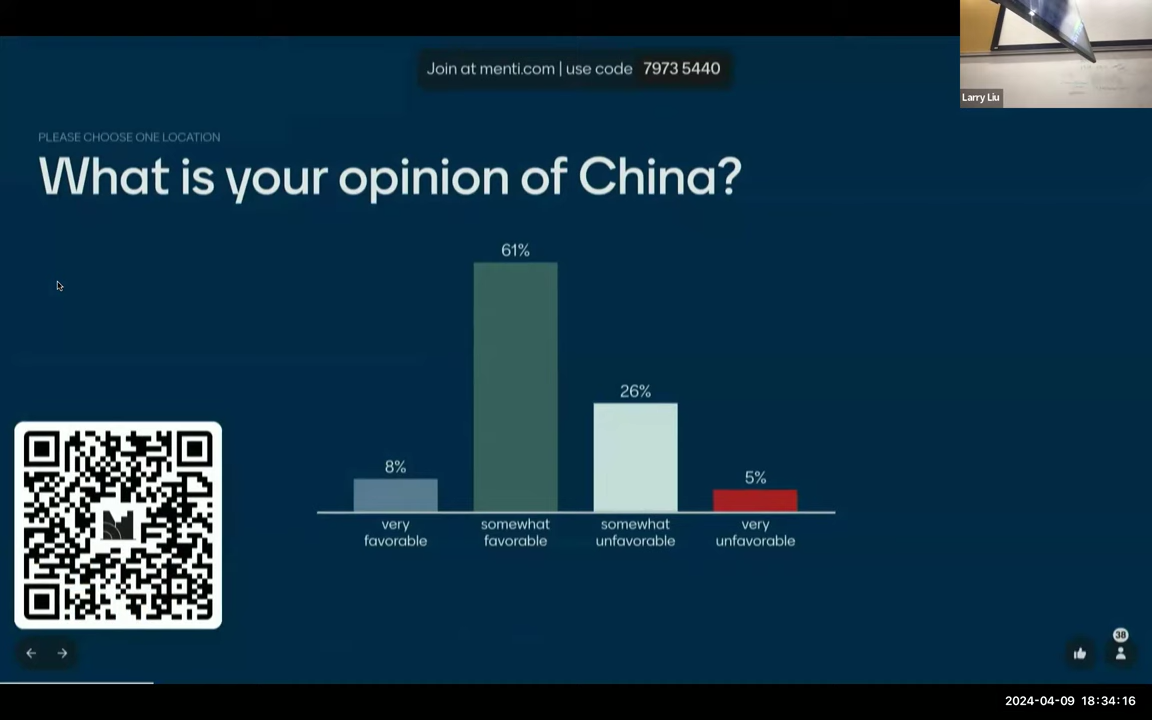 Join at menti.com | use code 7973 5440
Larry Liu
PLEASE CHOOSE ONE LOCATION
What is your opinion of China?
61%
26%
8%
5%
very favorable
somewhat favorable
somewhat unfavorable
very unfavorable
38
2024-04-09 18:34:16